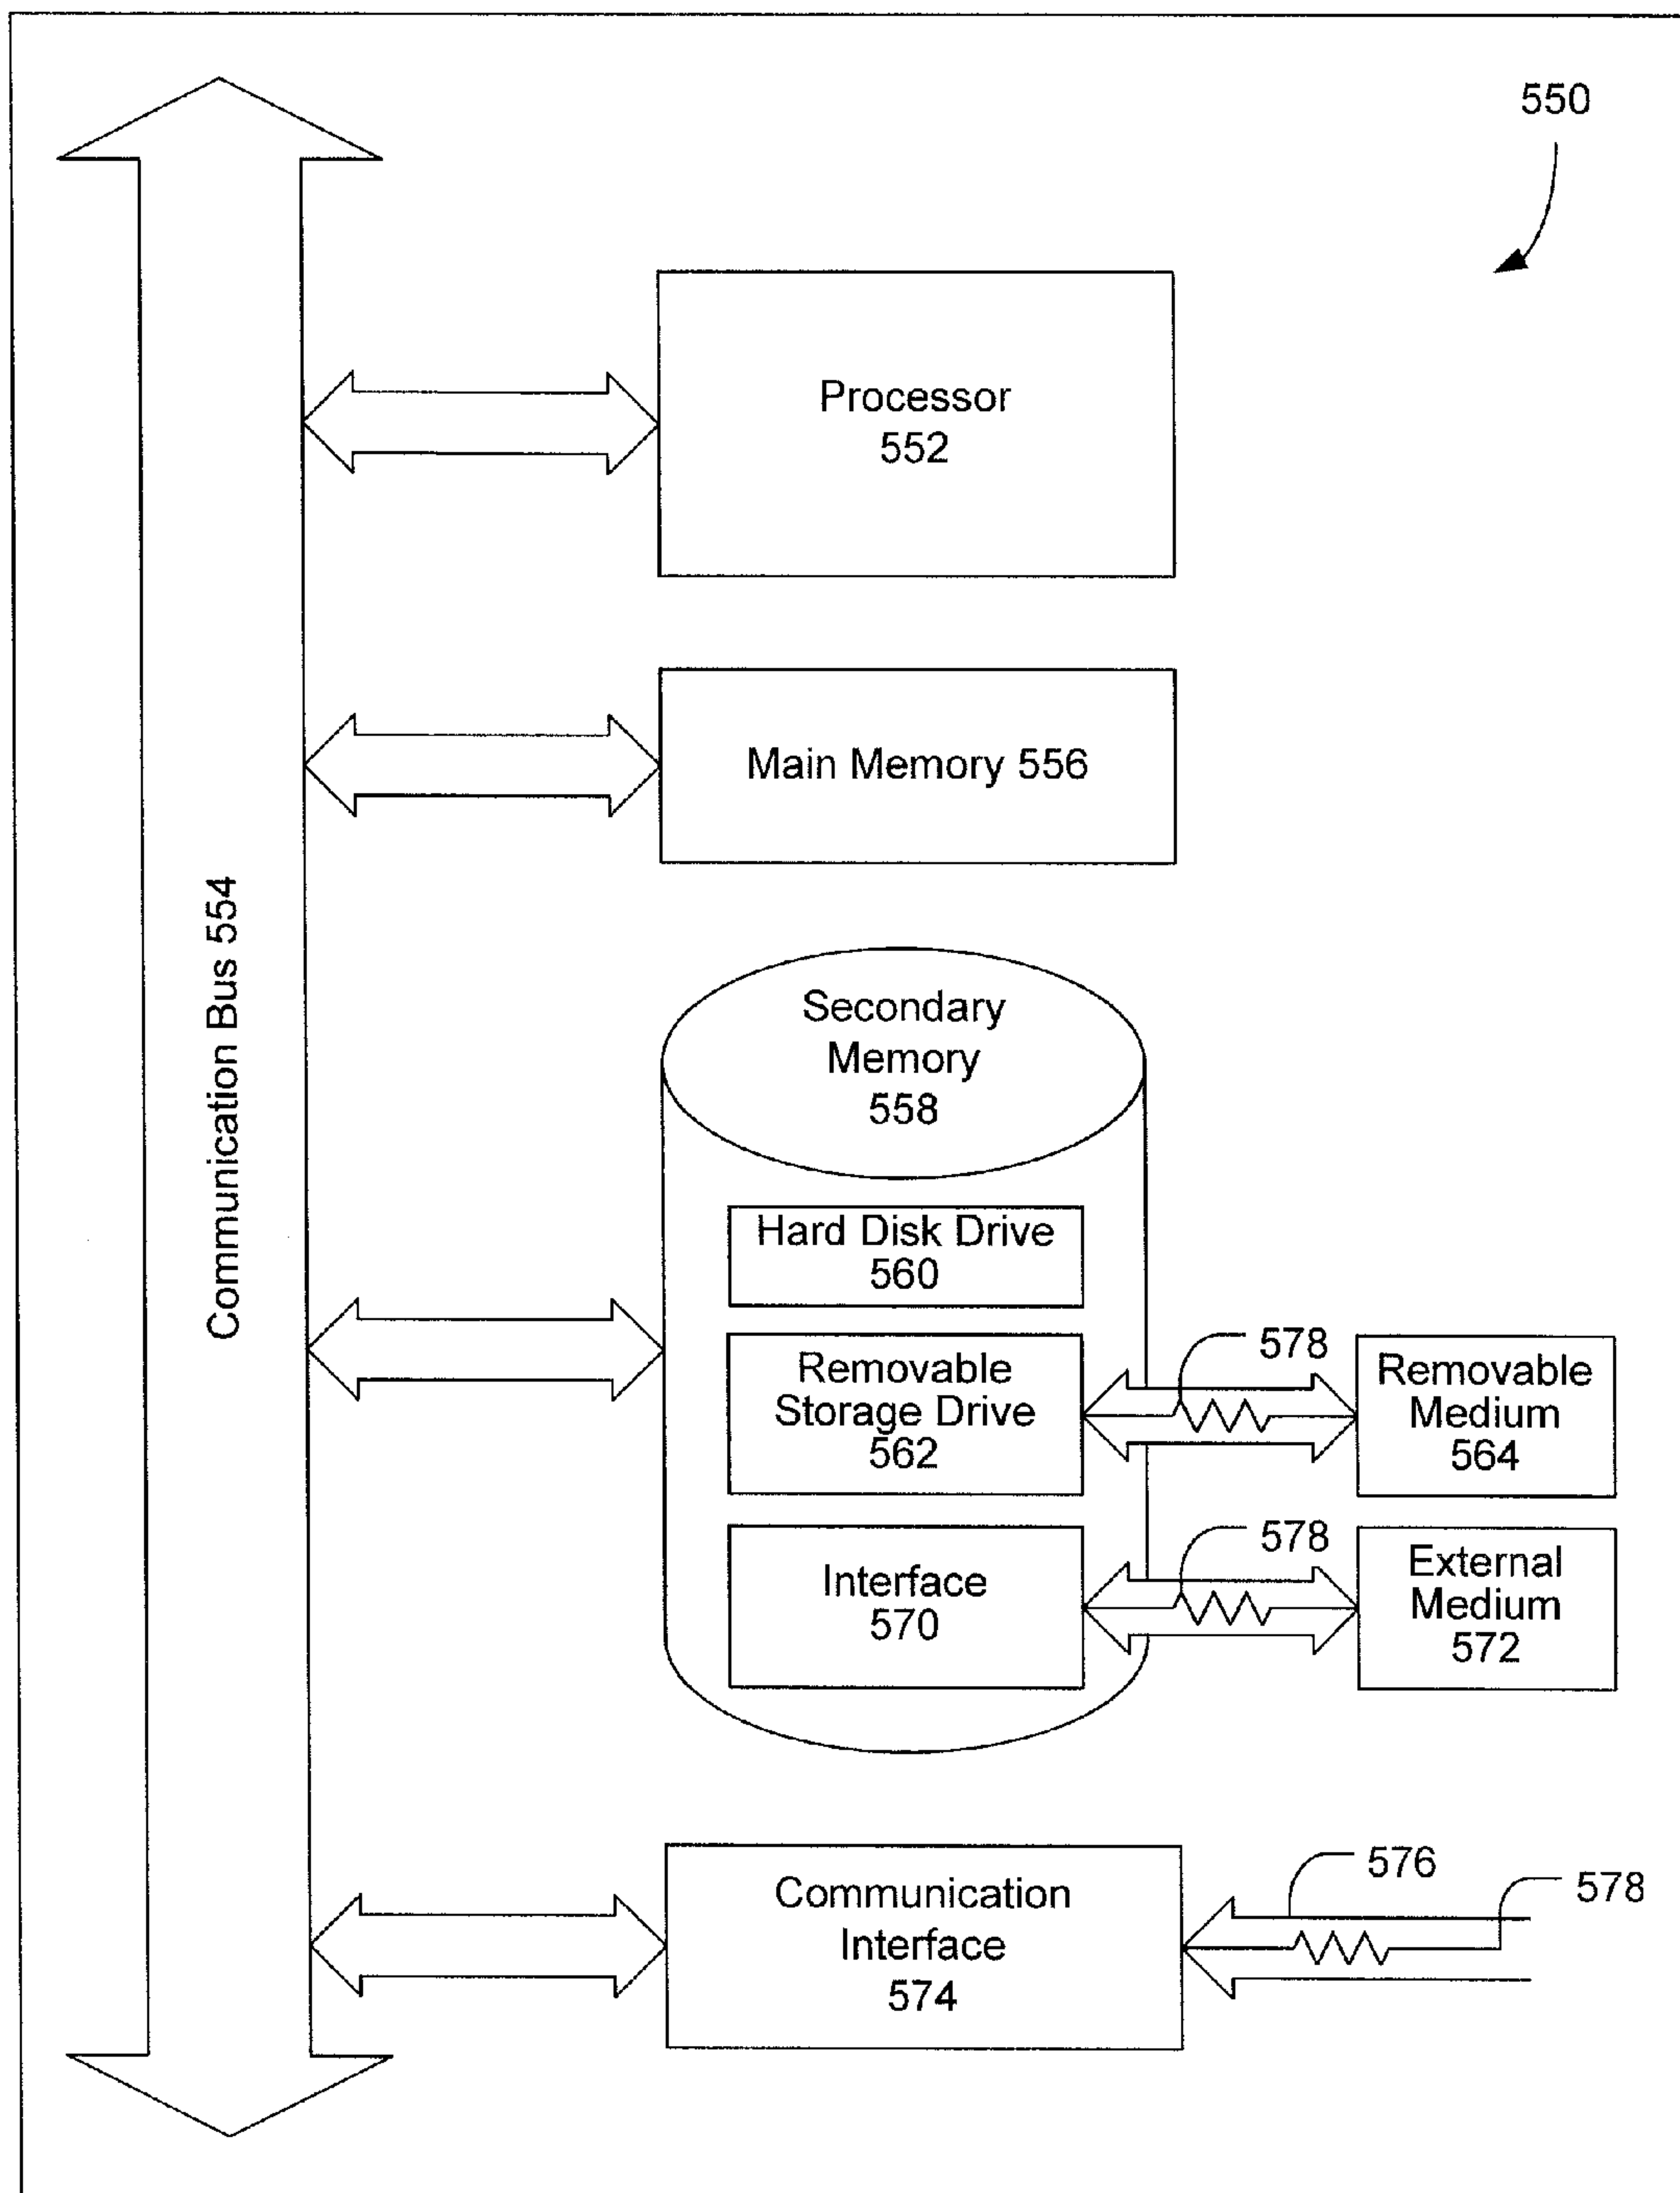 550
Processor
552
Main Memory 556
Communication Bus 554
Secondary
Memory
558
Hard Disk Drive
560
Removable
Storage Drive
562
578
Removable
Medium
564
Interface
570
578
External
Medium
572
Communication
Interface
574
576
578